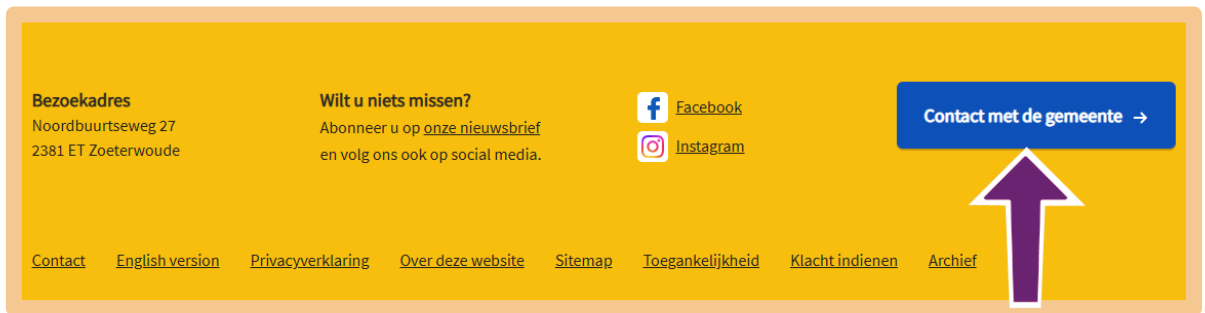 Bezoekadres
Noordbuurtseweg 27
2381 ET Zoeterwoude
Wilt u niets missen?
Abonneer u op onze nieuwsbrief
en volg ons ook op social media.
Facebook
Instagram
Contact met de gemeente →
Contact English version Privacyverklaring Over deze website Sitemap Toegankelijkheid Klacht indienen Archief